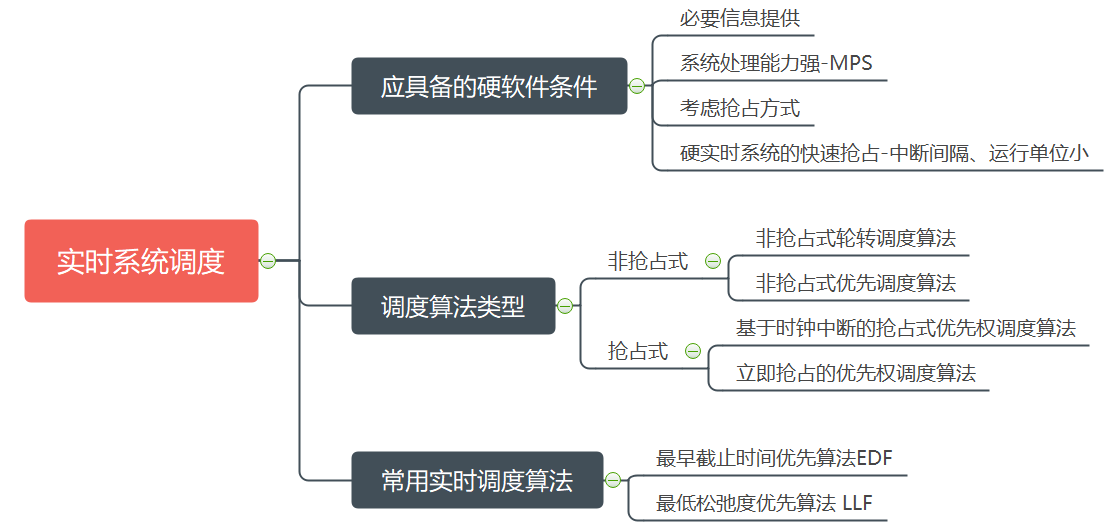 实时系统调度
应具备的硬软件条件
必要信息提供
系统处理能力强-MPS
考虑抢占方式
硬实时系统的快速抢占-中断间隔、运行单位小
调度算法类型
非抢占式
非抢占式轮转调度算法
非抢占式优先调度算法
抢占式
基于时钟中断的抢占式优先权调度算法
立即抢占的优先权调度算法
常用实时调度算法
最早截止时间优先算法EDF
最低松弛度优先算法 LLF